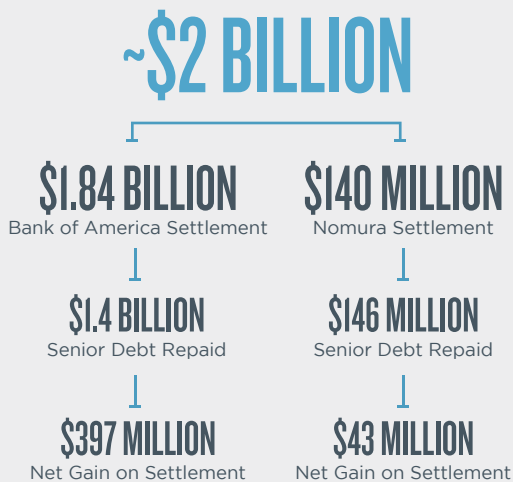 ~$2 BILLION
$1.84 BILLION
Bank of America Settlement
$1.4 BILLION
Senior Debt Repaid
$397 MILLION
Net Gain on Settlement
$140 MILLION
Nomura Settlement
$146 MILLION
Senior Debt Repaid
$43 MILLION
Net Gain on Settlement